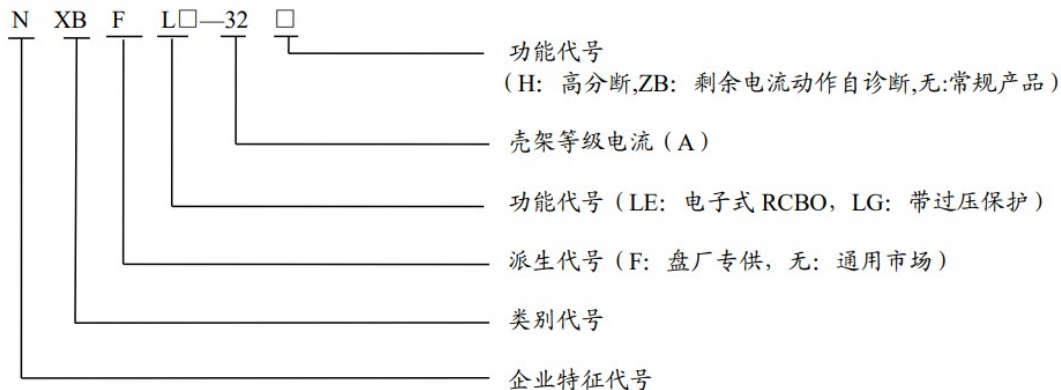 N XB F L□—32 □
功能代号
（H：高分断,ZB：剩余电流动作自诊断,无:常规产品）
壳架等级电流（A）
功能代号（LE：电子式 RCBO，LG：带过压保护）
派生代号（F：盘厂专供，无：通用市场）
类别代号
企业特征代号